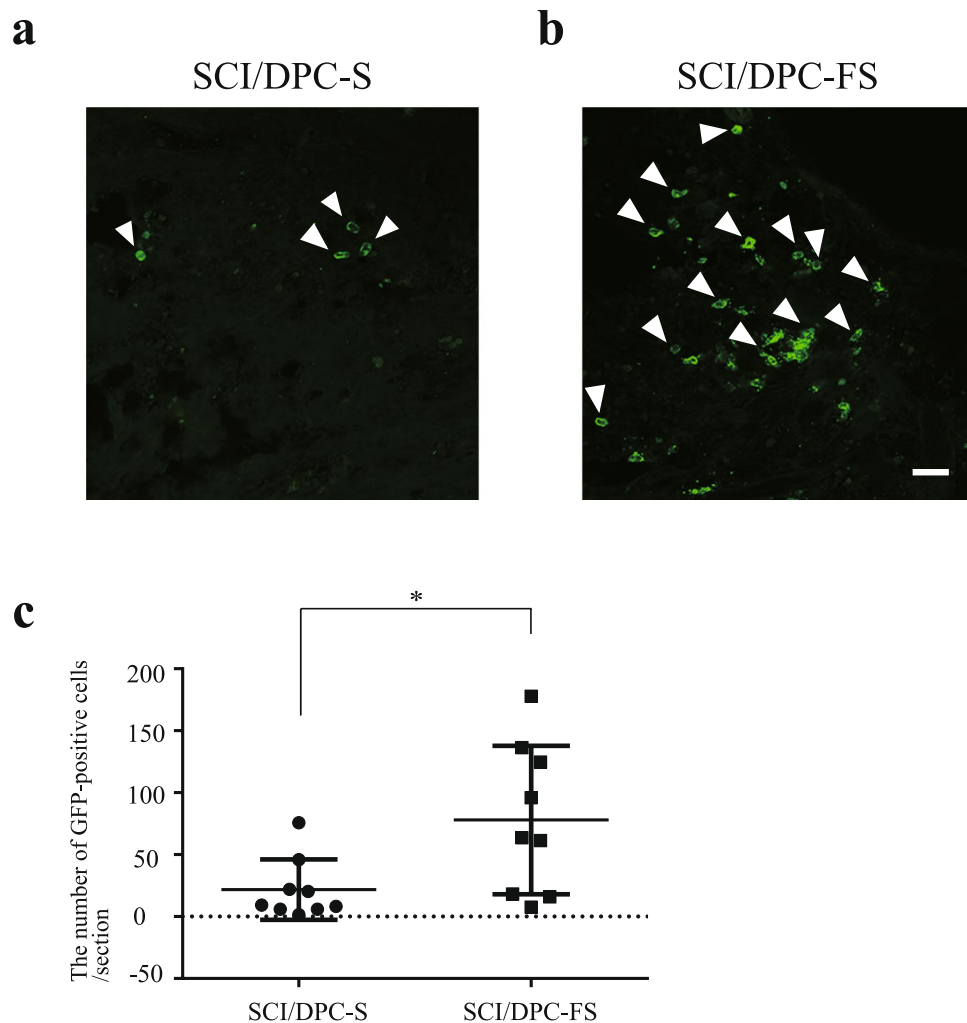 a
b
SCI/DPC-S
SCI/DPC-FS
c
*
The number of GFP-positive cells
/section
200
150
100
50
0
-50
SCI/DPC-S
SCI/DPC-FS